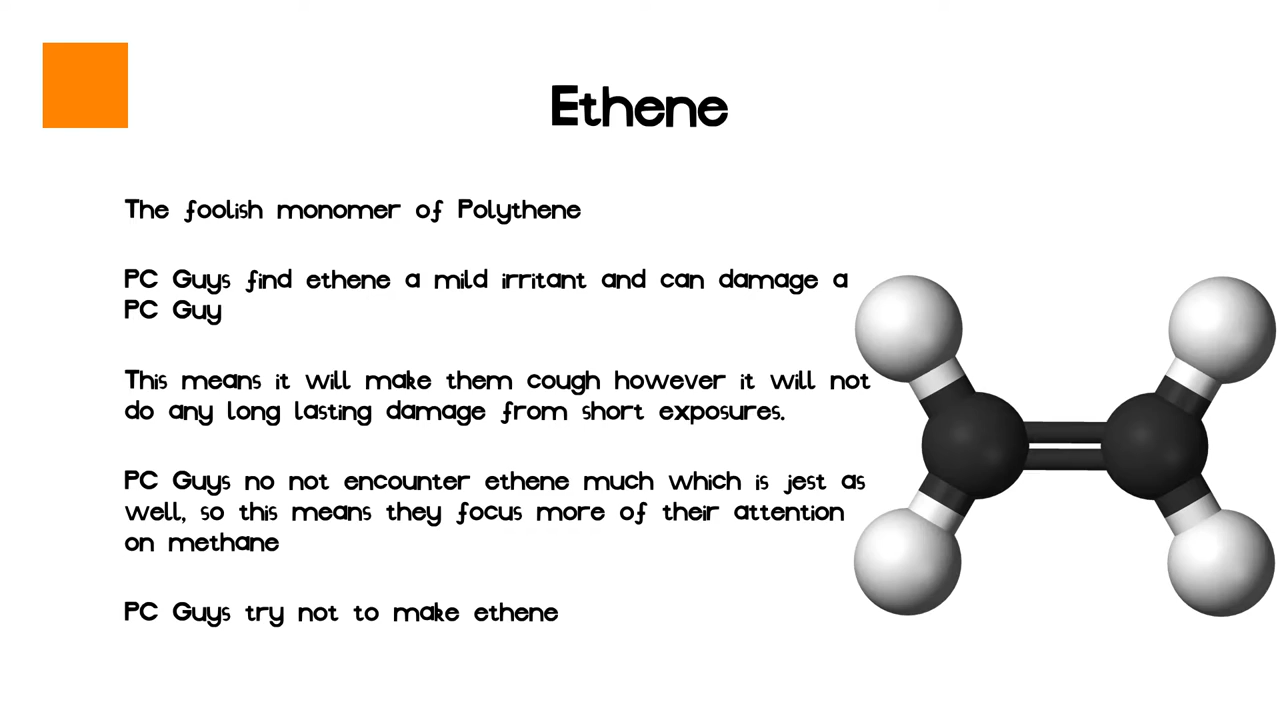 Ethene
The foolish monomer of Polythene
PC Guys find ethene a mild irritant and can damage a
PC Guy
This means it will make them cough however it will not
do any long lasting damage from short exposures.
PC Guys no not encounter ethene much which is jest as
well, so this means they focus more of their attention
on methane
PC Guys try not to make ethene